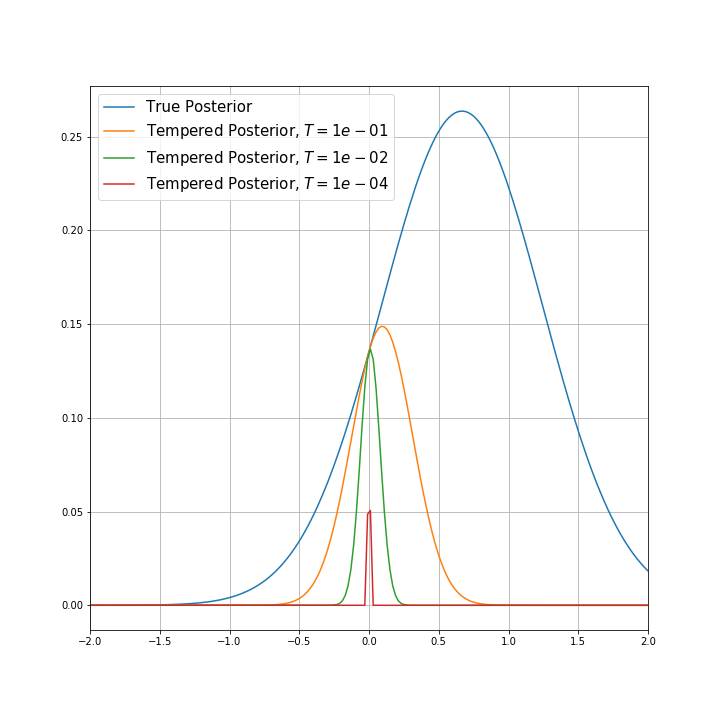 True Posterior
Tempered Posterior, T = 1e − 01
Tempered Posterior, T = 1e − 02
Tempered Posterior, T = 1e − 04
0.25
0.20
0.15
0.10
0.05
0.00
−2.0 −1.5 −1.0 −0.5 0.0 0.5 1.0 1.5 2.0